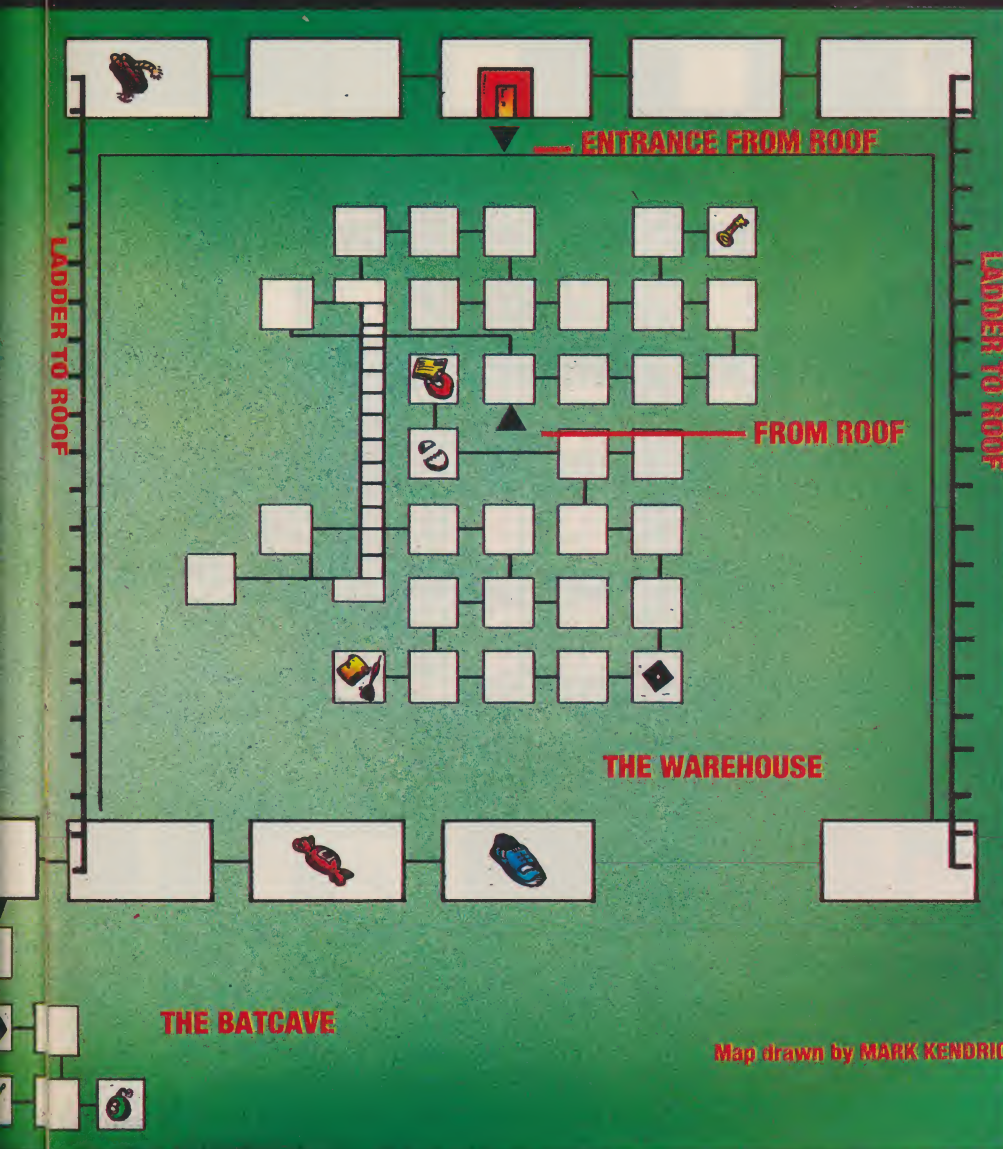 ENTRANCE FROM ROOF
LADDER TO ROOF
LADDER TO ROOF
FROM ROOF
THE WAREHOUSE
THE BATCAVE
Map drawn by MARK